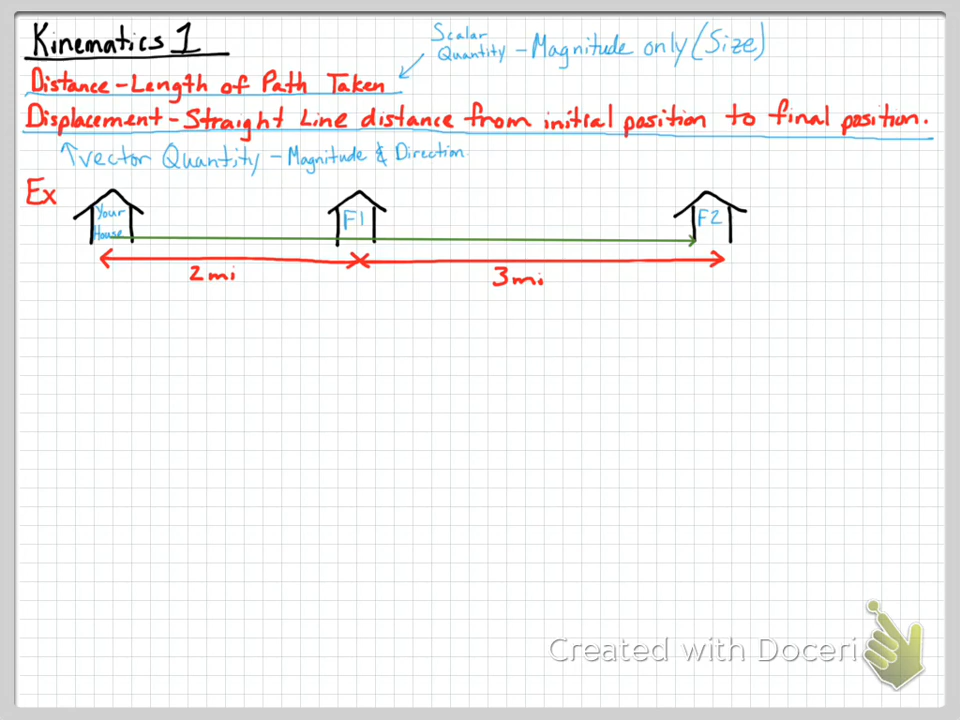 Kinematics 1
Scalar
Quantity - Magnitude only (Size)
Distance - Length of Path Taken
Displacement - Straight Line distance from initial position to final position.
vector Quantity - Magnitude & Direction
Ex
Your
House
F1
F2
2mi
3mi
Created with Doceri